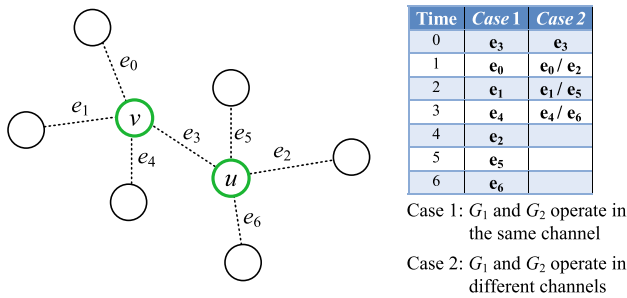 e0
e1
v
e3
e5
e2
e4
u
e6
Time Case 1 Case 2
0 e3 e3
1 e0 e0 / e2
2 e1 e1 / e5
3 e4 e4 / e6
4 e2
5 e5
6 e6
Case 1: G1 and G2 operate in
the same channel
Case 2: G1 and G2 operate in
different channels